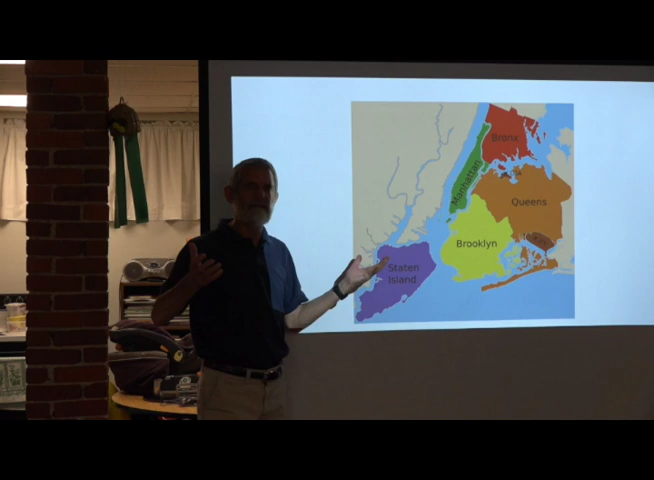 Bronx
Manhattan
Queens
Brooklyn
Staten
Island